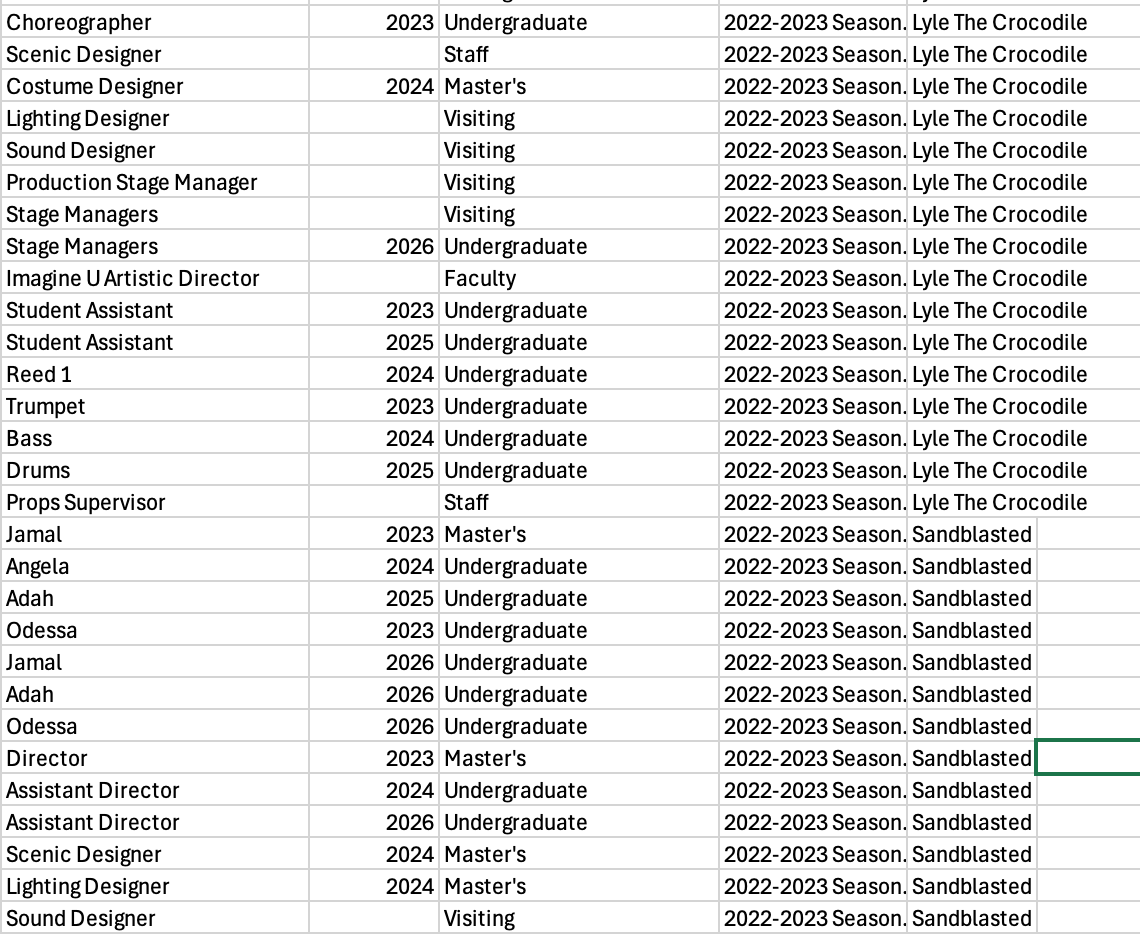 Choreographer 2023 Undergraduate 2022-2023 Season. Lyle The Crocodile
Scenic Designer Staff 2022-2023 Season. Lyle The Crocodile
Costume Designer 2024 Master's 2022-2023 Season. Lyle The Crocodile
Lighting Designer Visiting 2022-2023 Season. Lyle The Crocodile
Sound Designer Visiting 2022-2023 Season. Lyle The Crocodile
Production Stage Manager Visiting 2022-2023 Season. Lyle The Crocodile
Stage Managers Visiting 2022-2023 Season. Lyle The Crocodile
Stage Managers 2026 Undergraduate 2022-2023 Season. Lyle The Crocodile
Imagine U Artistic Director Faculty 2022-2023 Season. Lyle The Crocodile
Student Assistant 2023 Undergraduate 2022-2023 Season. Lyle The Crocodile
Student Assistant 2025 Undergraduate 2022-2023 Season. Lyle The Crocodile
Reed 1 2024 Undergraduate 2022-2023 Season. Lyle The Crocodile
Trumpet 2023 Undergraduate 2022-2023 Season. Lyle The Crocodile
Bass 2024 Undergraduate 2022-2023 Season. Lyle The Crocodile
Drums 2025 Undergraduate 2022-2023 Season. Lyle The Crocodile
Props Supervisor Staff 2022-2023 Season. Lyle The Crocodile
Jamal 2023 Master's 2022-2023 Season. Sandblasted
Angela 2024 Undergraduate 2022-2023 Season. Sandblasted
Adah 2025 Undergraduate 2022-2023 Season. Sandblasted
Odessa 2023 Undergraduate 2022-2023 Season. Sandblasted
Jamal 2026 Undergraduate 2022-2023 Season. Sandblasted
Adah 2026 Undergraduate 2022-2023 Season. Sandblasted
Odessa 2026 Undergraduate 2022-2023 Season. Sandblasted
Director 2023 Master's 2022-2023 Season. Sandblasted
Assistant Director 2024 Undergraduate 2022-2023 Season. Sandblasted
Assistant Director 2026 Undergraduate 2022-2023 Season. Sandblasted
Scenic Designer 2024 Master's 2022-2023 Season. Sandblasted
Lighting Designer 2024 Master's 2022-2023 Season. Sandblasted
Sound Designer Visiting 2022-2023 Season. Sandblasted